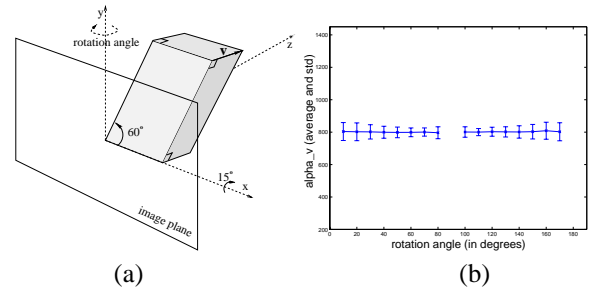 y
rotation angle
v
z
60°
15°
x
image plane
(a)
alpha_v (average and std)
1400
1200
1000
800
600
400
200
0 20 40 60 80 100 120 140 160 180
rotation angle (in degrees)
(b)